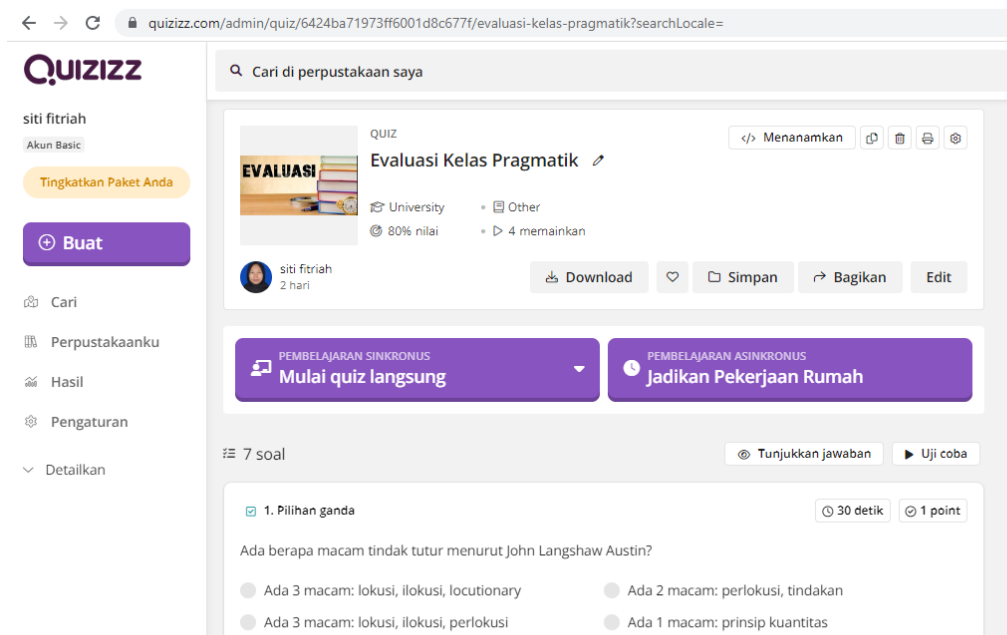 quizizz.com/admin/quiz/6424ba71973ff6001d8c677f/evaluasi-kelas-pragmatik?searchLocale=
QUIZIZZ
Cari di perpustakaan saya
siti fitriah
Akun Basic
Tingkatkan Paket Anda
Buat
Cari
Perpustakaanku
Hasil
Pengaturan
Detailkan
EVALUASI
QUIZ
Menanamkan
Evaluasi Kelas Pragmatik
University
Other
80% nilai
4 memainkan
siti fitriah
2 hari
Download
Simpan
Bagikan
Edit
PEMBELAJARAN SINKRONUS
Mulai quiz langsung
PEMBELAJARAN ASINKRONUS
Jadikan Pekerjaan Rumah
7 soal
Tunjukkan jawaban
Uji coba
1. Pilihan ganda
30 detik
1 point
Ada berapa macam tindak tutur menurut John Langshaw Austin?
Ada 3 macam: lokusi, ilokusi, locutionary
Ada 2 macam: perlokusi, tindakan
Ada 3 macam: lokusi, ilokusi, perlokusi
Ada 1 macam: prinsip kuantitas